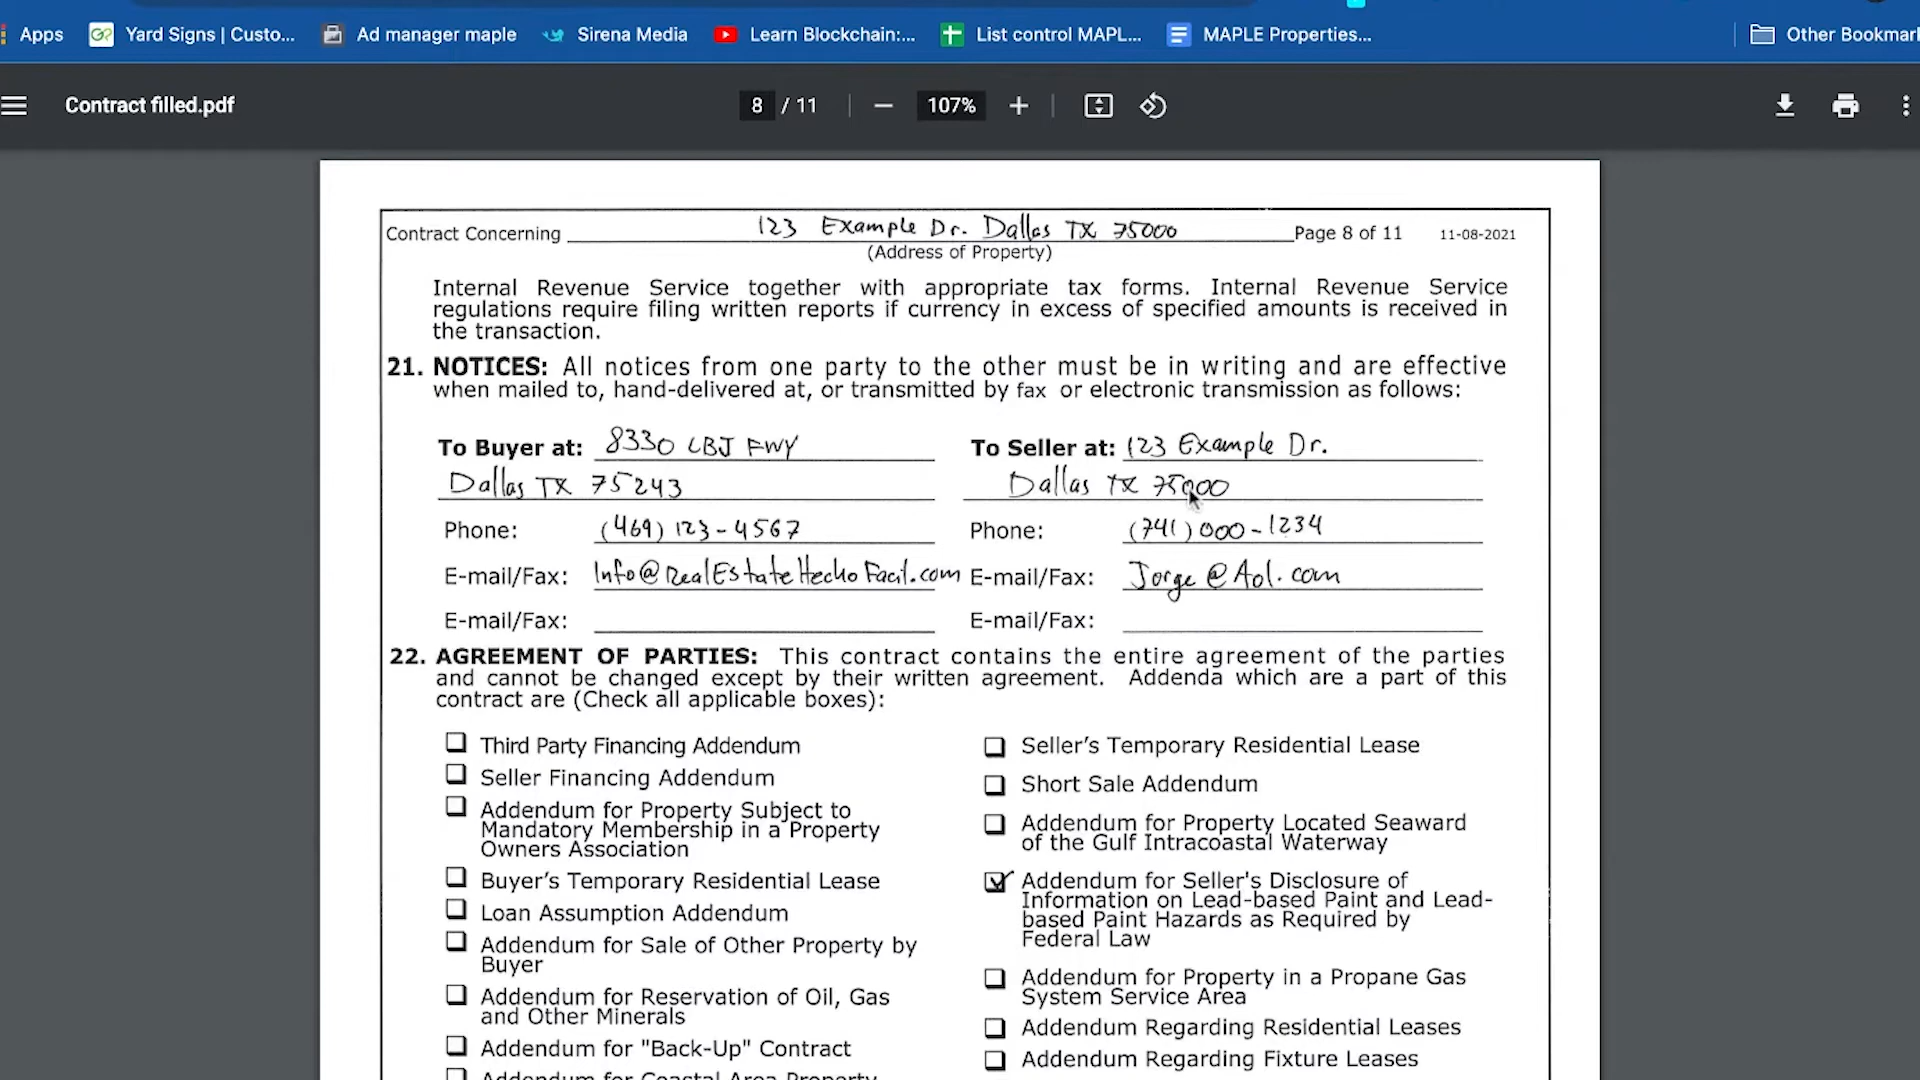 Apps Yard Signs | Custo... Ad manager maple Sirena Media Learn Blockchain:... List control MAPL... MAPLE Properties... Other Bookmar
Contract filled.pdf 8 / 11 107%
Contract Concerning 123 Example Dr. Dallas TX 75000 Page 8 of 11 11-08-2021
(Address of Property)
Internal Revenue Service together with appropriate tax forms. Internal Revenue Service
regulations require filing written reports if currency in excess of specified amounts is received in
the transaction.
21. NOTICES: All notices from one party to the other must be in writing and are effective
when mailed to, hand-delivered at, or transmitted by fax or electronic transmission as follows:
To Buyer at: 8330 LBJ FWY
Dallas TX 75243
Phone: (469) 123-4567
E-mail/Fax: Info@RealEstateHechoFacil.com
E-mail/Fax:
To Seller at: 123 Example Dr.
Dallas TX 75000
Phone: (741) 000-1234
E-mail/Fax: Jorge@Aol.com
E-mail/Fax:
22. AGREEMENT OF PARTIES: This contract contains the entire agreement of the parties
and cannot be changed except by their written agreement. Addenda which are a part of this
contract are (Check all applicable boxes):
Third Party Financing Addendum
Seller Financing Addendum
Addendum for Property Subject to
Mandatory Membership in a Property
Owners Association
Buyer's Temporary Residential Lease
Loan Assumption Addendum
Addendum for Sale of Other Property by
Buyer
Addendum for Reservation of Oil, Gas
and Other Minerals
Addendum for "Back-Up" Contract
Addendum for Coastal Area Property
Seller's Temporary Residential Lease
Short Sale Addendum
Addendum for Property Located Seaward
of the Gulf Intracoastal Waterway
Addendum for Seller's Disclosure of
Information on Lead-based Paint and Lead-
based Paint Hazards as Required by
Federal Law
Addendum for Property in a Propane Gas
System Service Area
Addendum Regarding Residential Leases
Addendum Regarding Fixture Leases